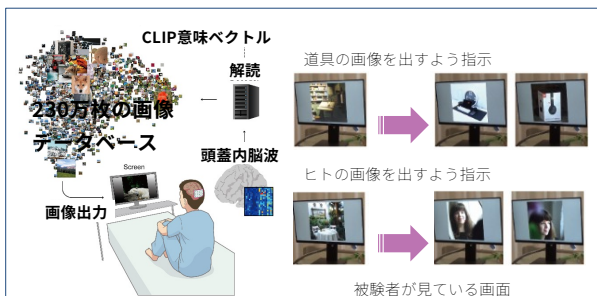 CLIP意味ベクトル
解読
230万枚の画像
データベース
頭蓋内脳波
Screen
画像出力
道具の画像を出すよう指示
ヒトの画像を出すよう指示
被験者が見ている画面